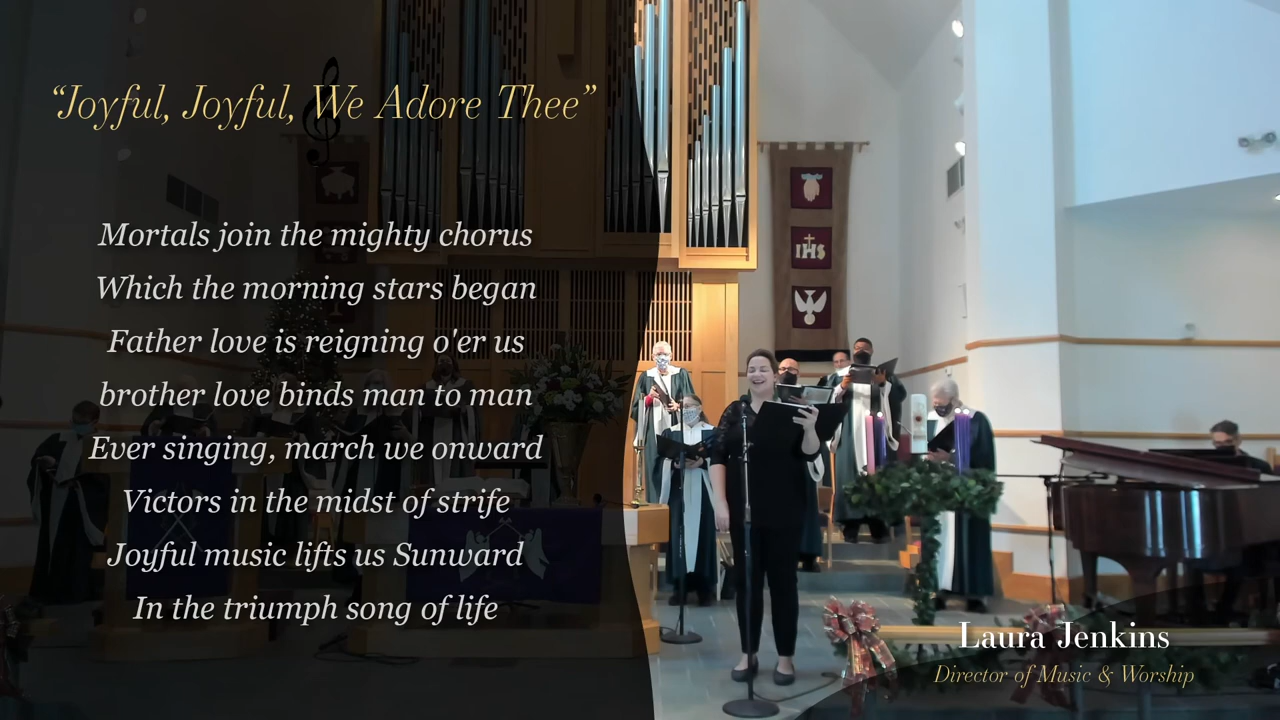 “Joyful, Joyful, We Adore Thee”
Mortals join the mighty chorus
Which the morning stars began
Father love is reigning o'er us
brother love binds man to man
Ever singing, march we onward
Victors in the midst of strife
Joyful music lifts us Sunward
In the triumph song of life
IHS
Laura Jenkins
Director of Music & Worship